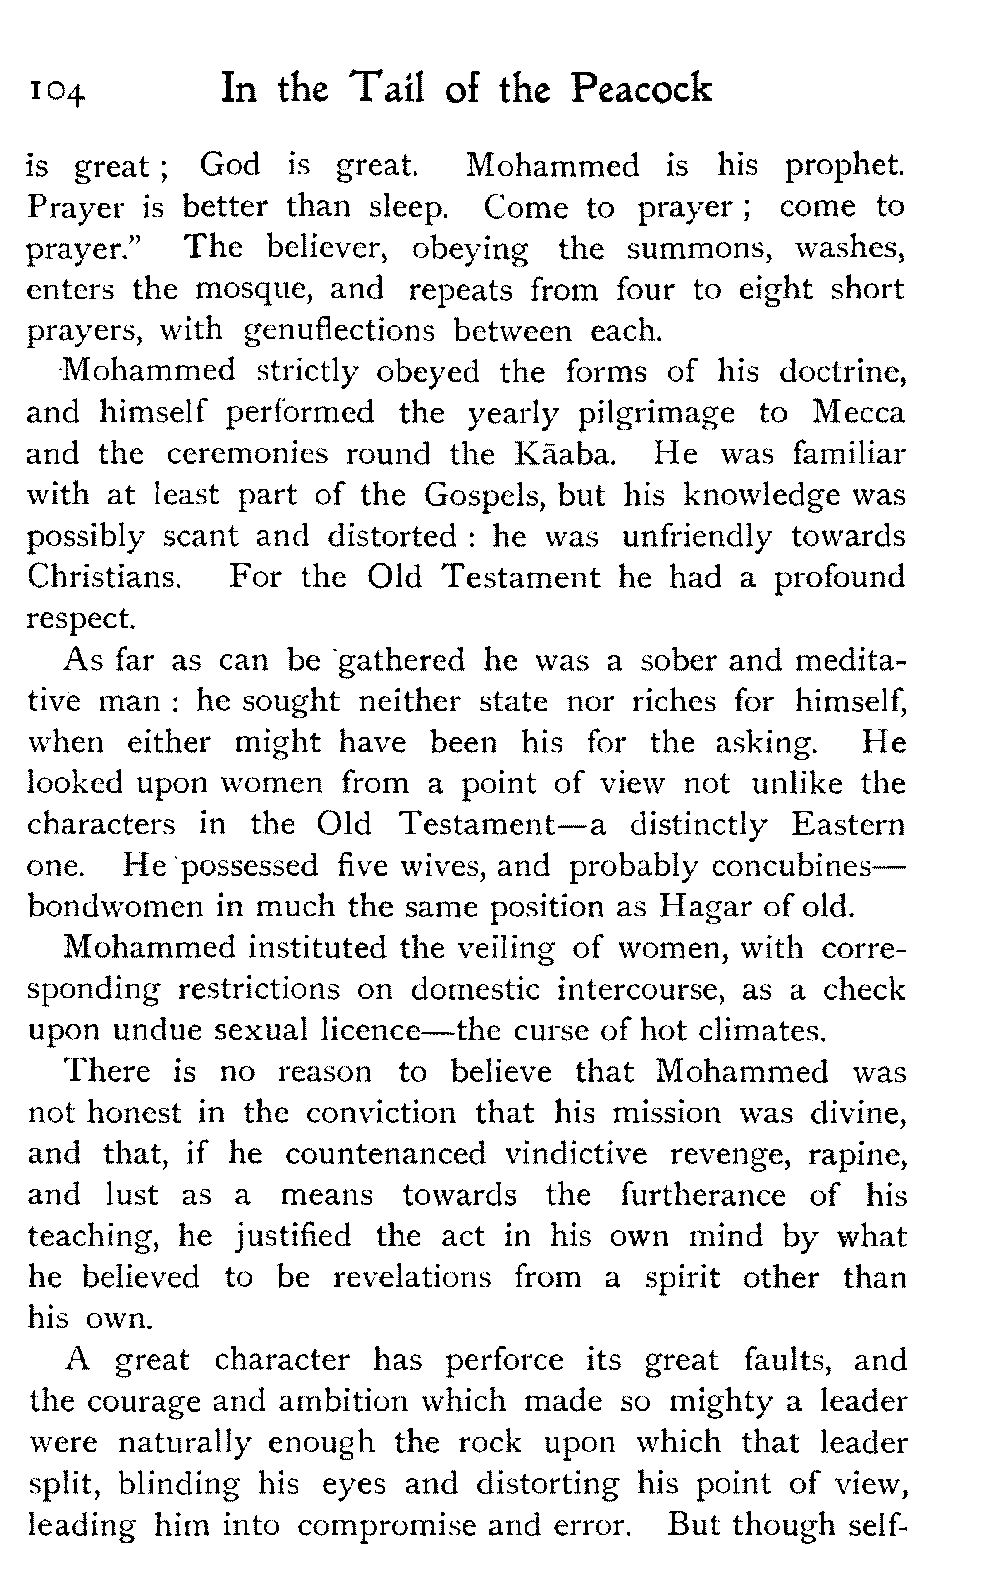 104 In the Tail of the Peacock
is great ; God is great. Mohammed is his prophet.
Prayer is better than sleep. Come to prayer ; come to
prayer.” The believer, obeying the summons, washes,
enters the mosque, and repeats from four to eight short
prayers, with genuflections between each.
Mohammed strictly obeyed the forms of his doctrine,
and himself performed the yearly pilgrimage to Mecca
and the ceremonies round the Kāaba. He was familiar
with at least part of the Gospels, but his knowledge was
possibly scant and distorted : he was unfriendly towards
Christians. For the Old Testament he had a profound
respect.
As far as can be gathered he was a sober and medita-
tive man : he sought neither state nor riches for himself,
when either might have been his for the asking. He
looked upon women from a point of view not unlike the
characters in the Old Testament—a distinctly Eastern
one. He possessed five wives, and probably concubines—
bondwomen in much the same position as Hagar of old.
Mohammed instituted the veiling of women, with corre-
sponding restrictions on domestic intercourse, as a check
upon undue sexual licence—the curse of hot climates.
There is no reason to believe that Mohammed was
not honest in the conviction that his mission was divine,
and that, if he countenanced vindictive revenge, rapine,
and lust as a means towards the furtherance of his
teaching, he justified the act in his own mind by what
he believed to be revelations from a spirit other than
his own.
A great character has perforce its great faults, and
the courage and ambition which made so mighty a leader
were naturally enough the rock upon which that leader
split, blinding his eyes and distorting his point of view,
leading him into compromise and error. But though self-